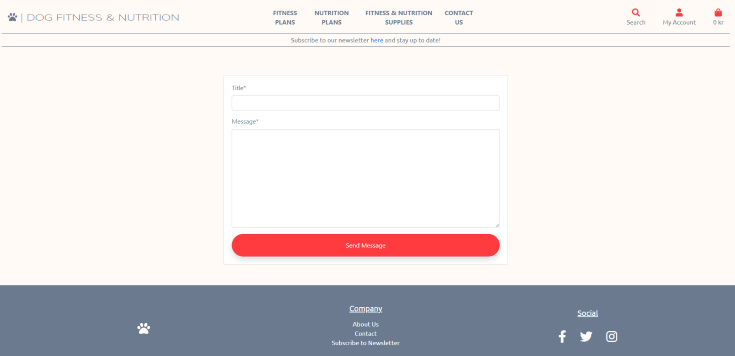 | DOG FITNESS & NUTRITION
FITNESS
PLANS
NUTRITION
PLANS
FITNESS & NUTRITION
SUPPLIES
CONTACT
US
Search
My Account
0 kr
Subscribe to our newsletter here and stay up to date!
Title*
Message*
Send Message
Company
About Us
Contact
Subscribe to Newsletter
Social